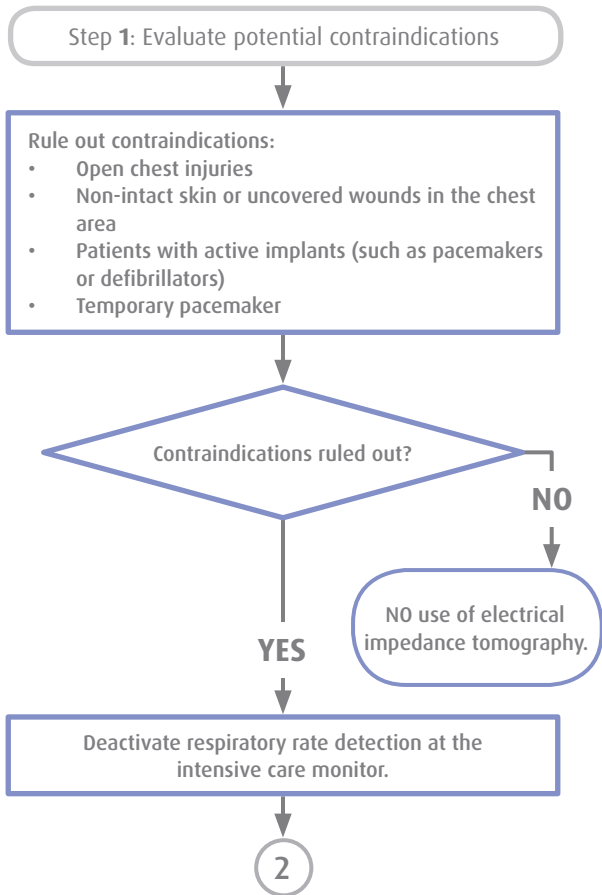 Step 1: Evaluate potential contraindications
Rule out contraindications:
• Open chest injuries
• Non-intact skin or uncovered wounds in the chest
area
• Patients with active implants (such as pacemakers
or defibrillators)
• Temporary pacemaker
Contraindications ruled out?
NO
NO use of electrical
impedance tomography.
YES
Deactivate respiratory rate detection at the
intensive care monitor.
2